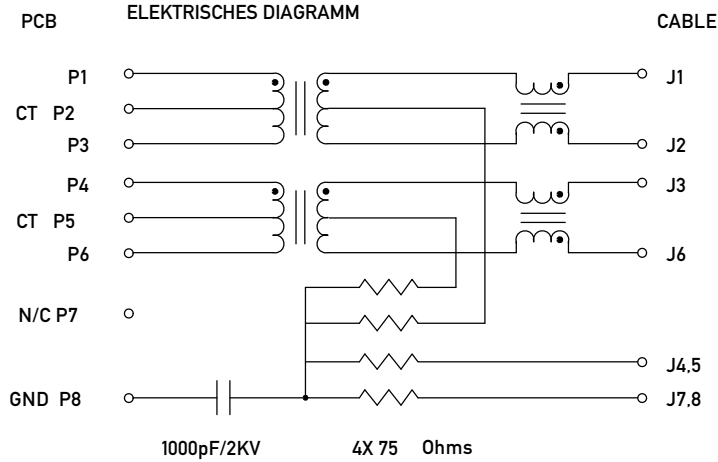 ELEKTRISCHES DIAGRAMM
PCB CABLE
P1 J1
CT P2
P3 J2
P4 J3
CT P5
P6 J6
N/C P7
J4,5
GND P8 J7,8
1000pF/2KV 4X 75 Ohms